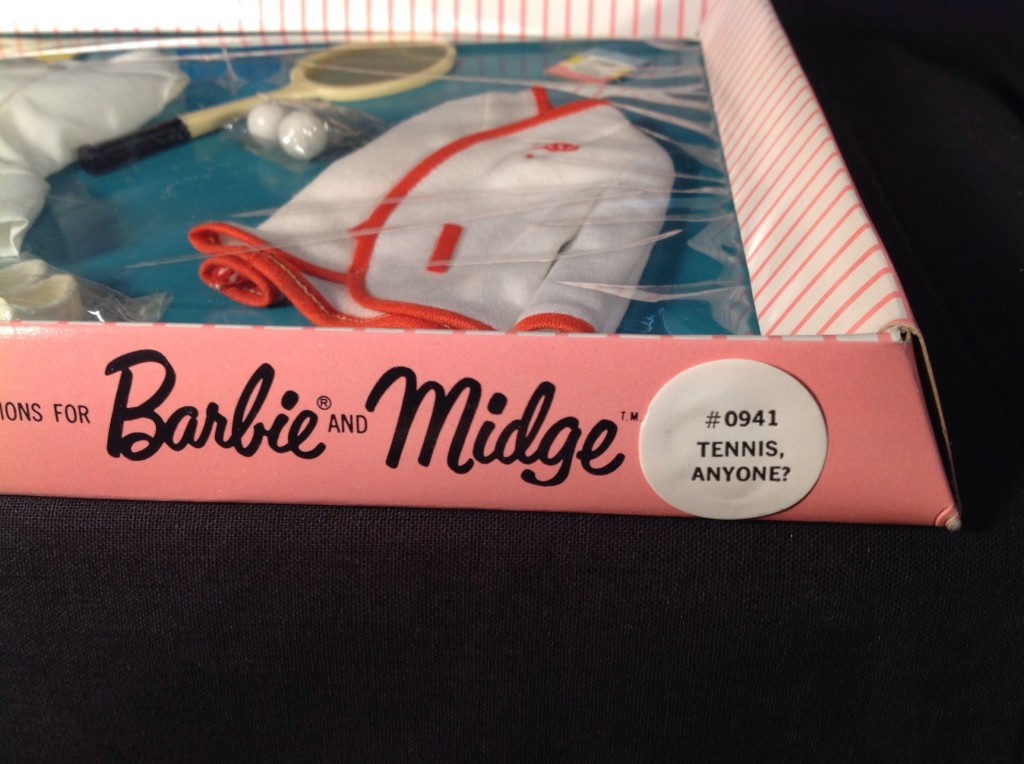 IONS FOR Barbie® AND Midge™
#0941
TENNIS,
ANYONE?